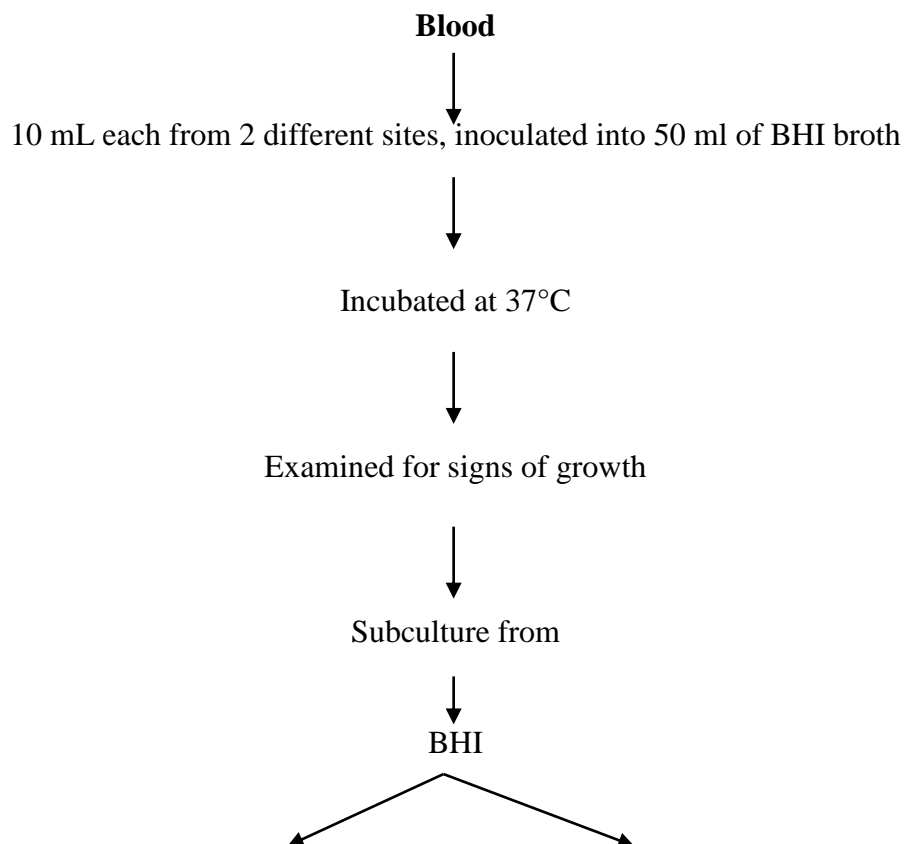 Blood
10 mL each from 2 different sites, inoculated into 50 ml of BHI broth
Incubated at 37°C
Examined for signs of growth
Subculture from
BHI